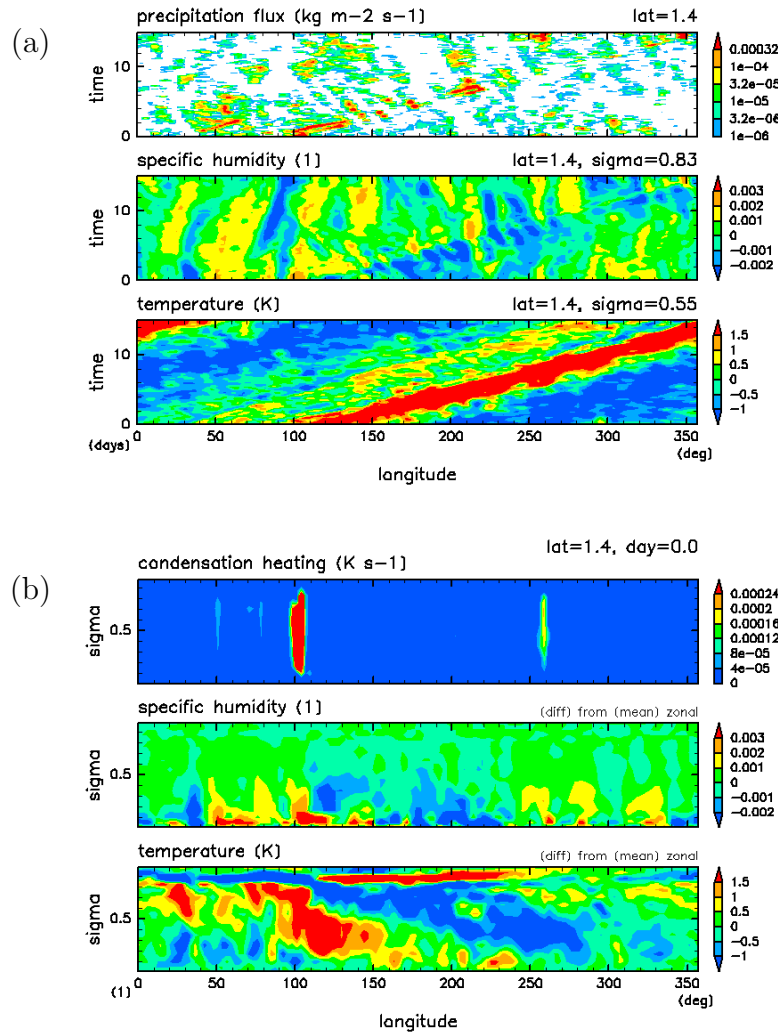 (a)
precipitation flux (kg m-2 s-1) lat=1.4
time
10
0
0.00032
1e-04
3.2e-05
1e-05
3.2e-06
1e-06
specific humidity (1) lat=1.4, sigma=0.83
time
10
0
0.003
0.002
0.001
0
-0.001
-0.002
temperature (K) lat=1.4, sigma=0.55
time
10
0
1.5
1
0.5
0
-0.5
-1
(days) 0 50 100 150 200 250 300 350
(deg)
langitude
(b)
lat=1.4, day=0.0
condensation heating (K s-1)
sigma
0.5
0.00024
0.0002
0.00016
0.00012
8e-05
4e-05
0
specific humidity (1) (diff) from (mean) zonal
sigma
0.5
0.003
0.002
0.001
0
-0.001
-0.002
temperature (K) (diff) from (mean) zonal
sigma
0.5
1.5
1
0.5
0
-0.5
-1
0 50 100 150 200 250 300 350
(1) (deg)
longitude